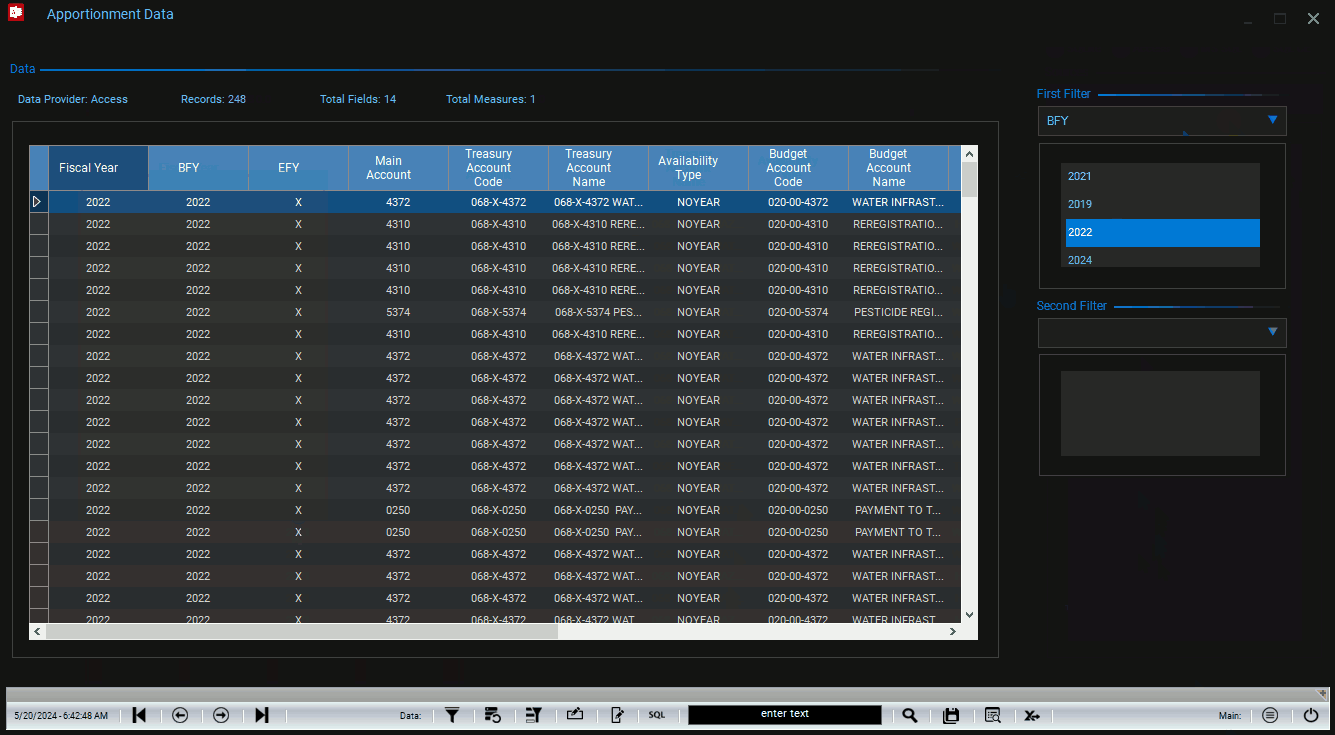 Apportionment Data
Data
Data Provider: Access Records: 248 Total Fields: 14 Total Measures: 1
Fiscal Year BFY EFY Main Account Treasury Account Code Treasury Account Name Availability Type Budget Account Code Budget Account Name
2022 2022 X 4372 068-X-4372 068-X-4372 WAT... NOYEAR 020-00-4372 WATER INFRAST...
2022 2022 X 4310 068-X-4310 068-X-4310 RERE... NOYEAR 020-00-4310 REREGISTRATIO...
2022 2022 X 4310 068-X-4310 068-X-4310 RERE... NOYEAR 020-00-4310 REREGISTRATIO...
2022 2022 X 4310 068-X-4310 068-X-4310 RERE... NOYEAR 020-00-4310 REREGISTRATIO...
2022 2022 X 4310 068-X-4310 068-X-4310 RERE... NOYEAR 020-00-4310 REREGISTRATIO...
2022 2022 X 5374 068-X-5374 068-X-5374 PES... NOYEAR 020-00-5374 PESTICIDE REGI...
2022 2022 X 4310 068-X-4310 068-X-4310 RERE... NOYEAR 020-00-4310 REREGISTRATIO...
2022 2022 X 4372 068-X-4372 068-X-4372 WAT... NOYEAR 020-00-4372 WATER INFRAST...
2022 2022 X 4372 068-X-4372 068-X-4372 WAT... NOYEAR 020-00-4372 WATER INFRAST...
2022 2022 X 4372 068-X-4372 068-X-4372 WAT... NOYEAR 020-00-4372 WATER INFRAST...
2022 2022 X 4372 068-X-4372 068-X-4372 WAT... NOYEAR 020-00-4372 WATER INFRAST...
2022 2022 X 4372 068-X-4372 068-X-4372 WAT... NOYEAR 020-00-4372 WATER INFRAST...
2022 2022 X 4372 068-X-4372 068-X-4372 WAT... NOYEAR 020-00-4372 WATER INFRAST...
2022 2022 X 4372 068-X-4372 068-X-4372 WAT... NOYEAR 020-00-4372 WATER INFRAST...
2022 2022 X 0250 068-X-0250 068-X-0250 PAY... NOYEAR 020-00-0250 PAYMENT TO T...
2022 2022 X 0250 068-X-0250 068-X-0250 PAY... NOYEAR 020-00-0250 PAYMENT TO T...
2022 2022 X 4372 068-X-4372 068-X-4372 WAT... NOYEAR 020-00-4372 WATER INFRAST...
2022 2022 X 4372 068-X-4372 068-X-4372 WAT... NOYEAR 020-00-4372 WATER INFRAST...
2022 2022 X 4372 068-X-4372 068-X-4372 WAT... NOYEAR 020-00-4372 WATER INFRAST...
2022 2022 X 4372 068-X-4372 068-X-4372 WAT NOYEAR 020-00-4372 WATER INFRAST
First Filter
BFY
2021
2019
2022
2024
Second Filter
5/20/2024 - 6:42:48 AM Data: SQL enter text Main: